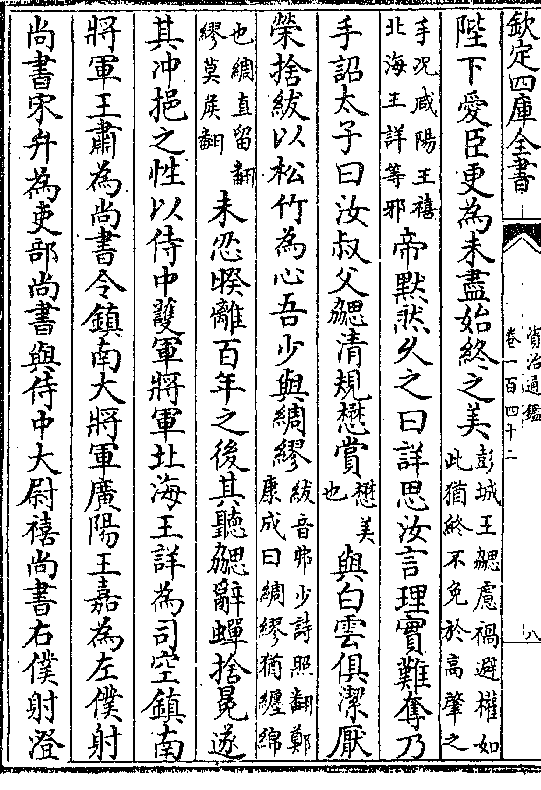 欽定四庫全書
資治通鑑
卷一百四十二
八
陛下愛臣更為未盡始終之美彭城王勰慮禍避權如此猶終不免於高肇之
手況咸陽王禧北海王詳等邪帝默然久之曰詳思汝言理實難奪乃
手詔太子曰汝叔父勰清規懋賞懋美也與白雲俱潔厭
榮捨紱以松竹為心吾少與綢繆紱音弗少詩照翻鄭康成曰綢繆猶纏綿
也綢直留翻繆莫侯翻未忍暌離百年之後其聽勰辭蟬捨冕遂
其冲挹之性以侍中護軍將軍北海王詳為司空鎮南
將軍王肅為尚書令鎮南大將軍廣陽王嘉為左僕射
尚書宋弁為吏部尚書與侍中大尉禧尚書右僕射澄